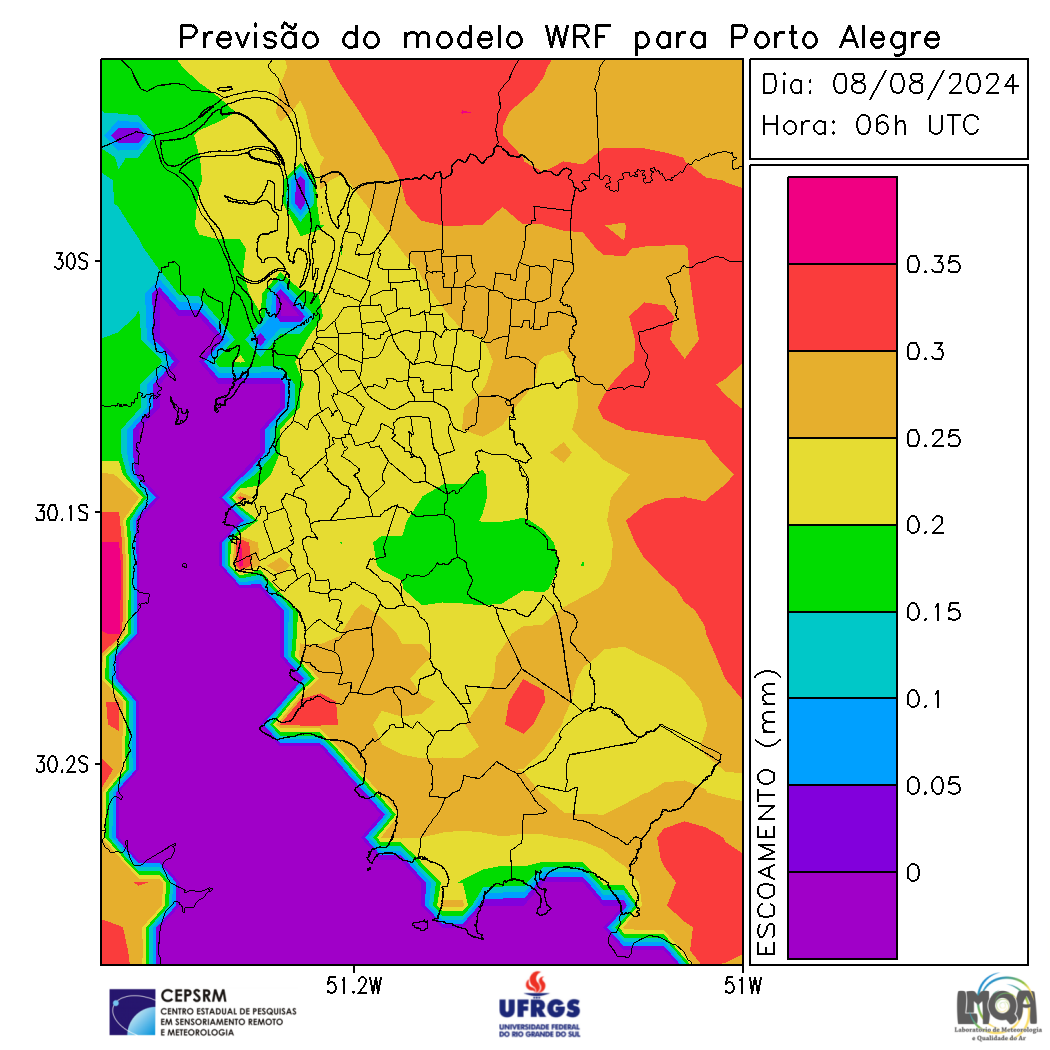 Previsão do modelo WRF para Porto Alegre
Dia: 08/08/2024
Hora: 06h UTC
30S
30.1S
30.2S
51.2W
51W
ESCOAMENTO (mm)
0.35
0.3
0.25
0.2
0.15
0.1
0.05
0
CEPSRM
CENTRO ESTADUAL DE PESQUISAS
EM SENSORIAMENTO REMOTO
E METEOROLOGIA
UFRGS
UNIVERSIDADE FEDERAL
DO RIO GRANDE DO SUL
LMQA
Laboratório de Meteorologia
e Qualidade do Ar